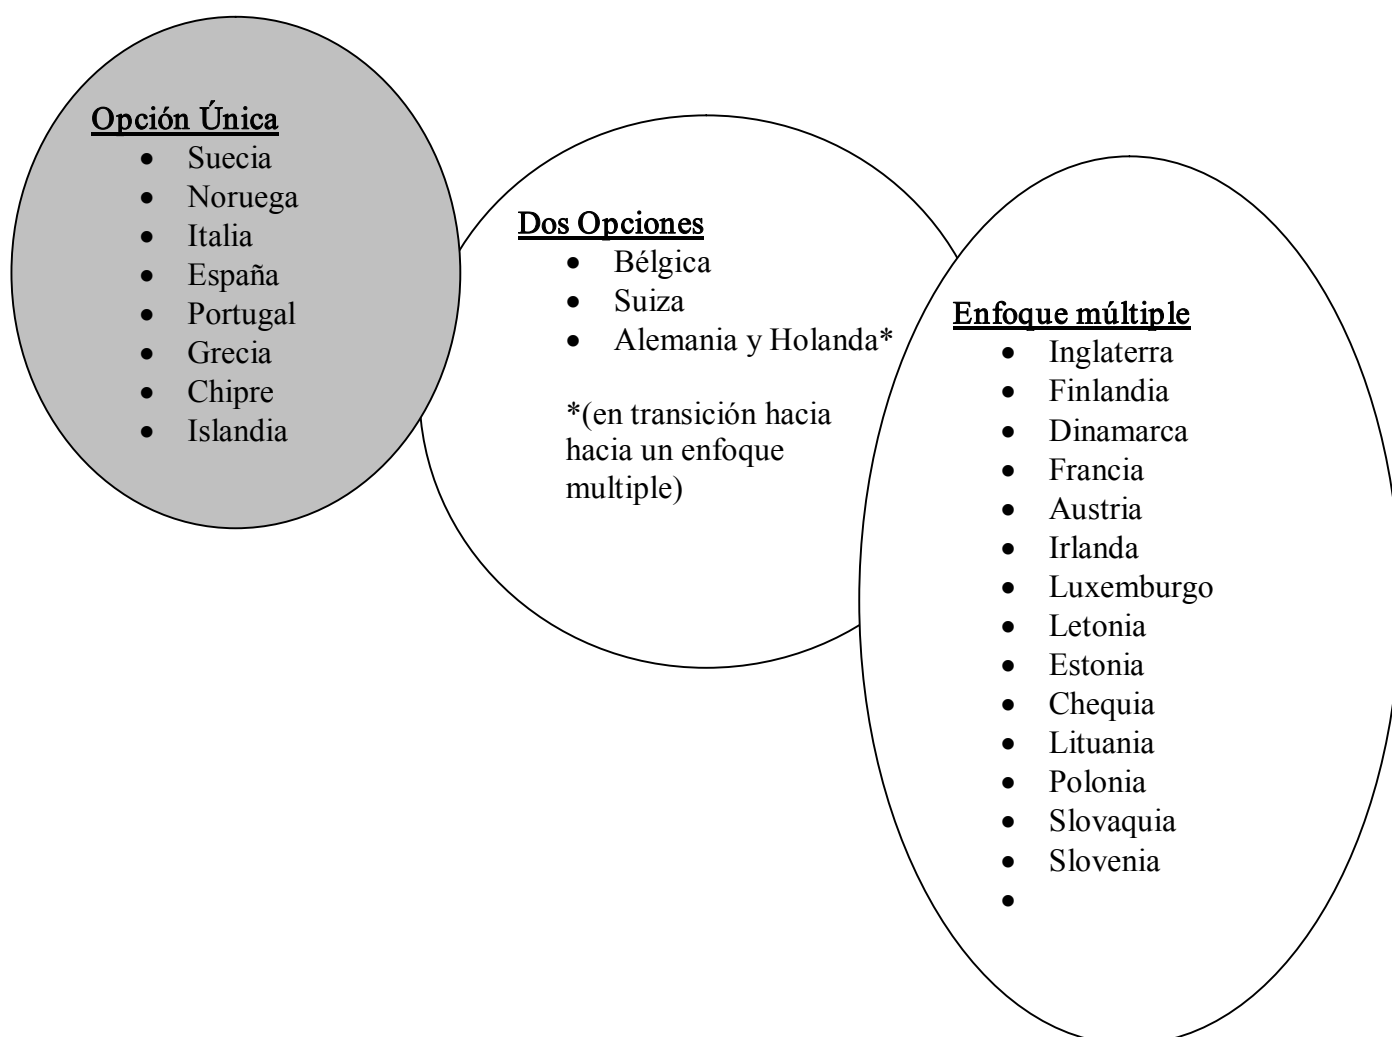 Opción Única
• Suecia
• Noruega
• Italia
• España
• Portugal
• Grecia
• Chipre
• Islandia
Dos Opciones
• Bélgica
• Suiza
• Alemania y Holanda*
*(en transición hacia
hacia un enfoque
multiple)
Enfoque múltiple
• Inglaterra
• Finlandia
• Dinamarca
• Francia
• Austria
• Irlanda
• Luxemburgo
• Letonia
• Estonia
• Chequia
• Lituania
• Polonia
• Slovaquia
• Slovenia
•